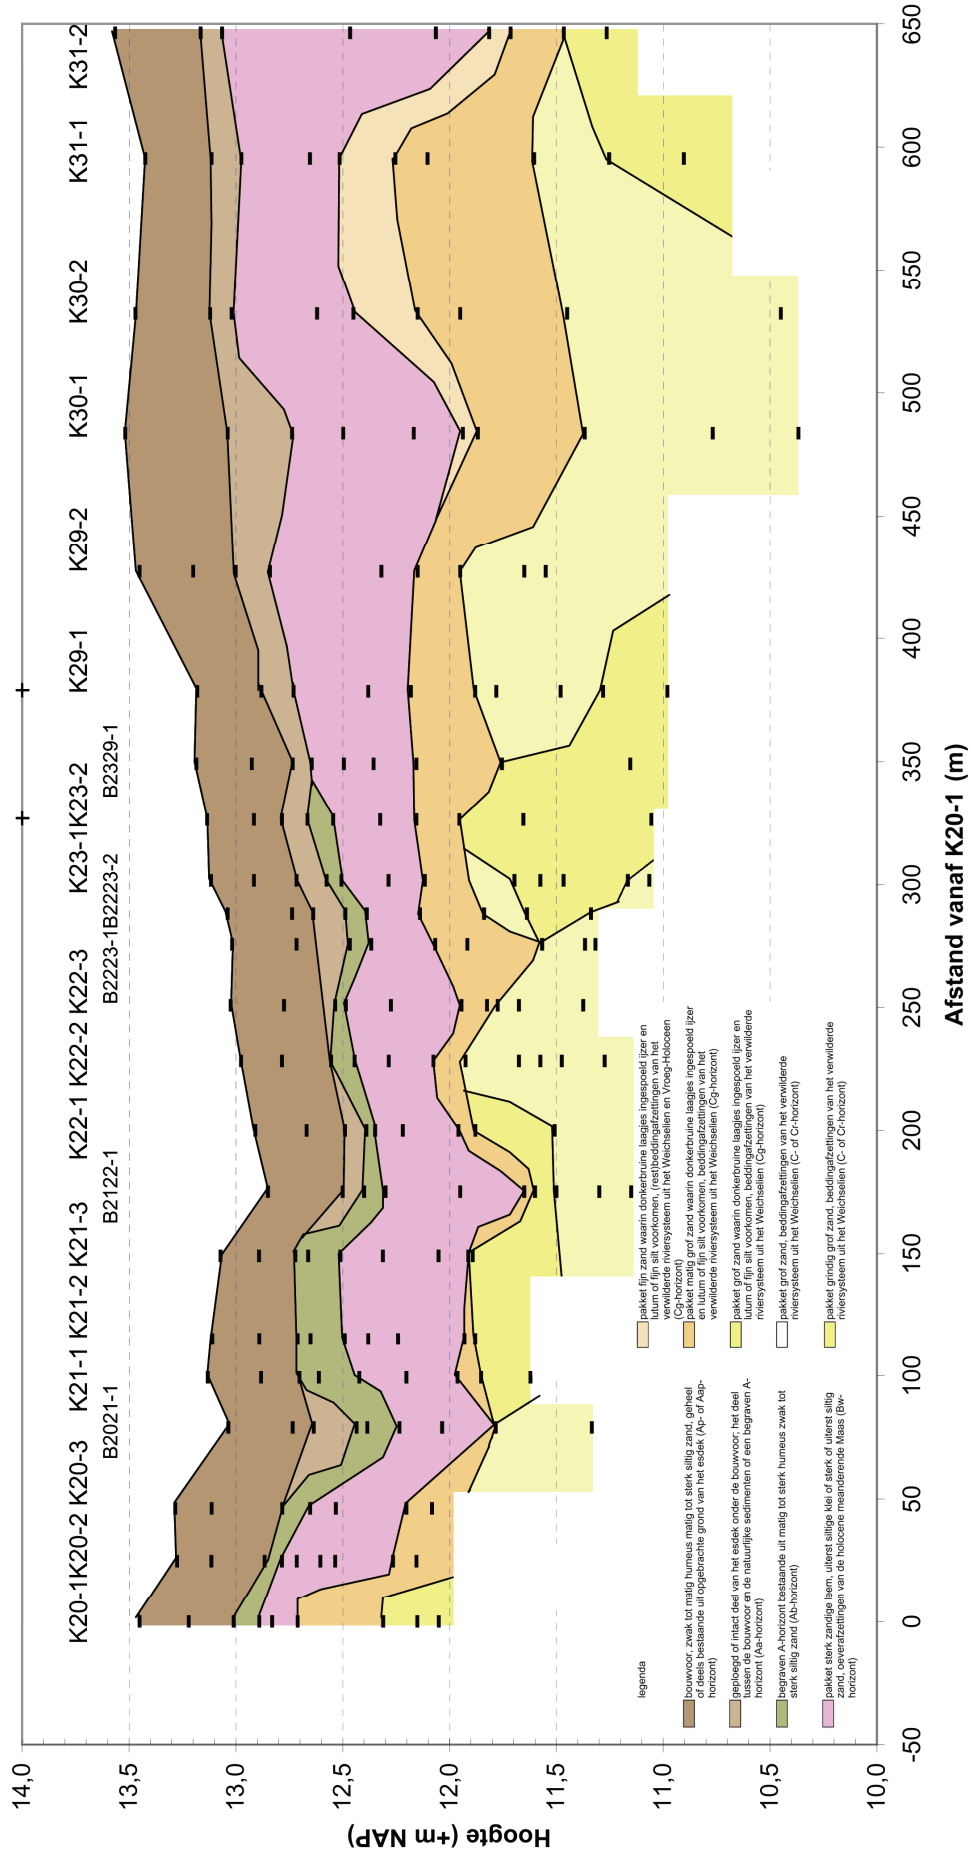 K20-1 K20-2 K20-3 K21-1 K21-2 K21-3 K22-1 K22-2 K22-3 K23-1 K23-2 K29-1 K29-2 K30-1 K30-2 K31-1 K31-2
B2021-1 B2122-1 B2223-1 B2223-2 B2329-1
14,0
13,5
13,0
12,5
12,0
11,5
11,0
10,5
10,0
Hoogte (+m NAP)
-50 0 50 100 150 200 250 300 350 400 450 500 550 600 650
Afstand vanaf K20-1 (m)
legenda
bouwvoor, zwak tot matig humeus matig tot sterk siltig zand, geheel
of deels bestaande uit opgebrachte grond van het esdek (Ap- of Aap-
horizont)
geploegd of intact deel van het esdek onder de bouwvoor; het deel
tussen de bouwvoor en de natuurlijke sedimenten of een begraven A-
horizont (Aa-horizont)
begraven A-horizont bestaande uit matig tot sterk humeus zwak tot
sterk siltig zand (Ab-horizont)
pakket sterk zandige leem, uiterst siltige klei of sterk of uiterst siltig
zand, oeverafzettingen van de holocene meanderende Maas (Bw-
horizont)
pakket fijn zand waarin donkerbruine laagjes ingespoeld ijzer en
lutum of fijn silt voorkomen, (rest)beddingafzettingen van het
verwilderde riviersysteem uit het Weichselien en Vroeg-Holoceen
(Cg-horizont)
pakket matig grof zand waarin donkerbruine laagjes ingespoeld ijzer
en lutum of fijn silt voorkomen, beddingafzettingen van het
verwilderde riviersysteem uit het Weichselien (Cg-horizont)
pakket grof zand waarin donkerbruine laagjes ingespoeld ijzer en
lutum of fijn silt voorkomen, beddingafzettingen van het verwilderde
riviersysteem uit het Weichselien (Cg-horizont)
pakket grof zand, beddingafzettingen van het verwilderde
riviersysteem uit het Weichselien (C- of Cr-horizont)
pakket grindig grof zand, beddingafzettingen van het verwilderde
riviersysteem uit het Weichselien (C- of Cr-horizont)